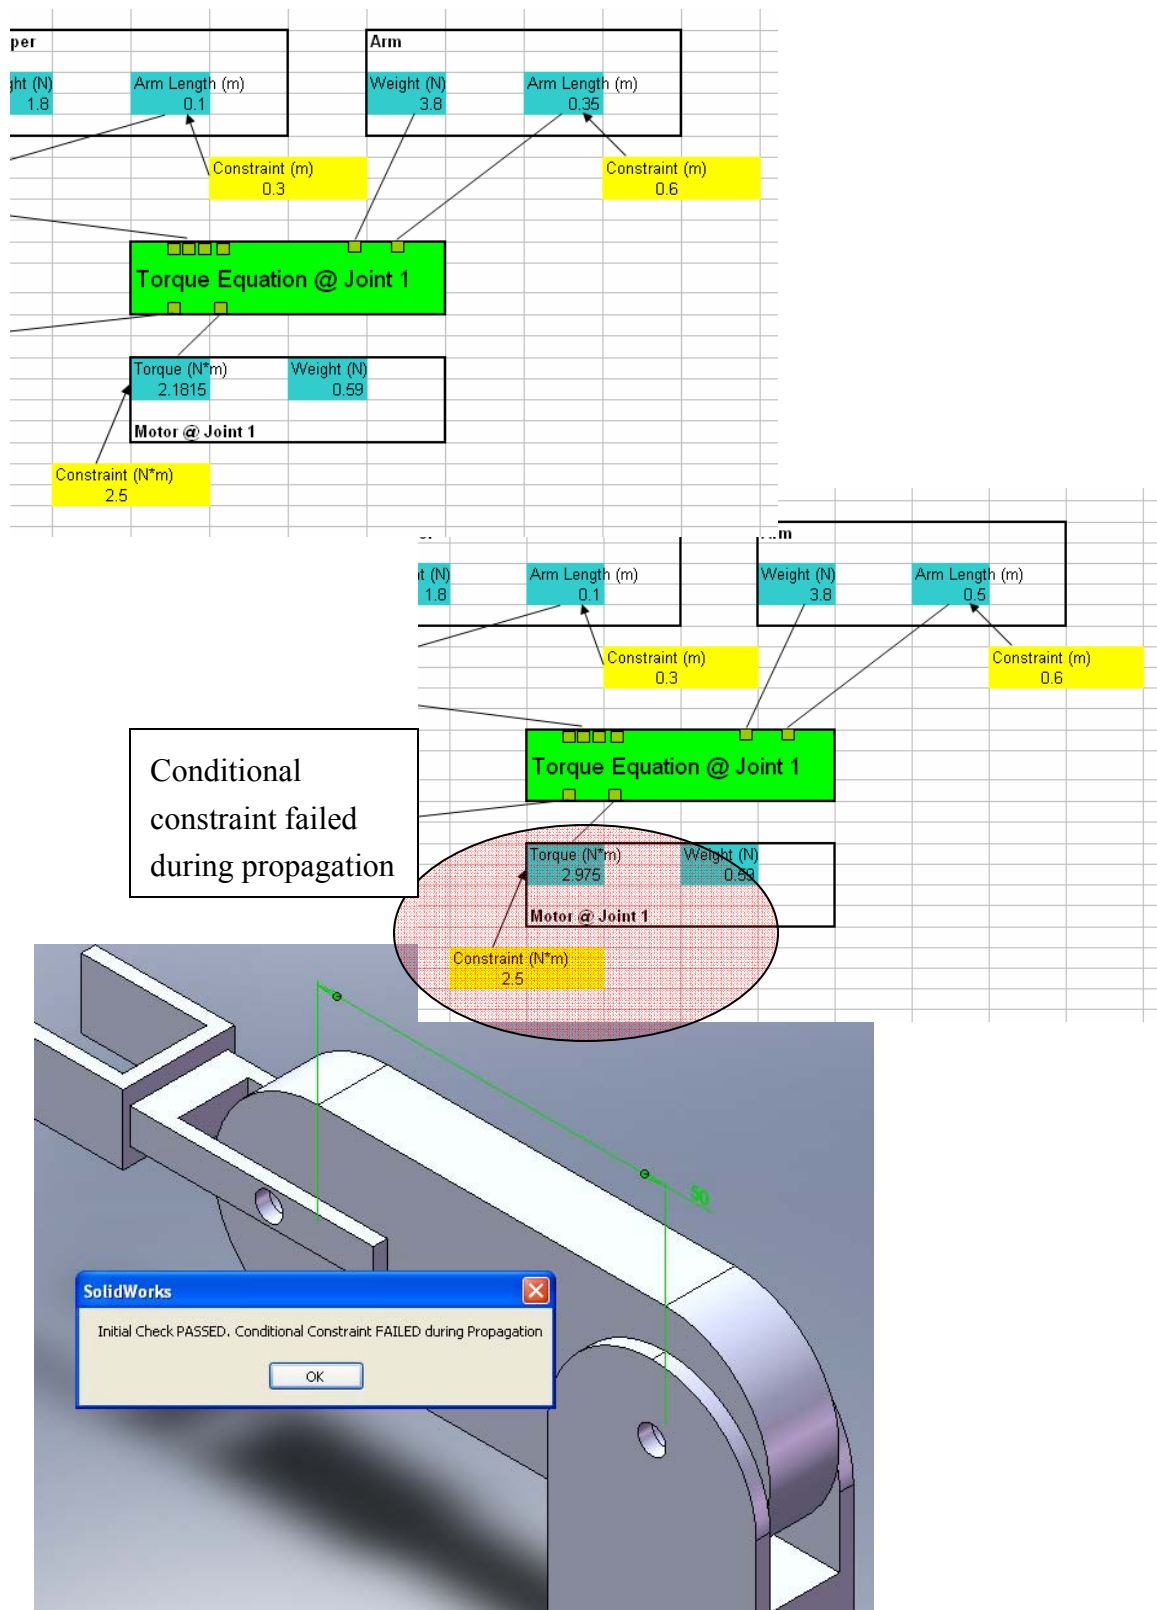 per
Arm
ght (N)
Arm Length (m)
Weight (N)
Arm Length (m)
1.8
0.1
3.8
0.35
Constraint (m)
0.3
Constraint (m)
0.6
Torque Equation @ Joint 1
Torque (N*m)
Weight (N)
2.1815
0.59
Motor @ Joint 1
Constraint (N*m)
2.5
t (N)
Arm Length (m)
Weight (N)
Arm Length (m)
1.8
0.1
3.8
0.5
Constraint (m)
0.3
Constraint (m)
0.6
Torque Equation @ Joint 1
Conditional
constraint failed
during propagation
Torque (N*m)
Weight (N)
2.975
0.59
Motor @ Joint 1
Constraint (N*m)
2.5
50
SolidWorks
Initial Check PASSED. Conditional Constraint FAILED during Propagation
OK